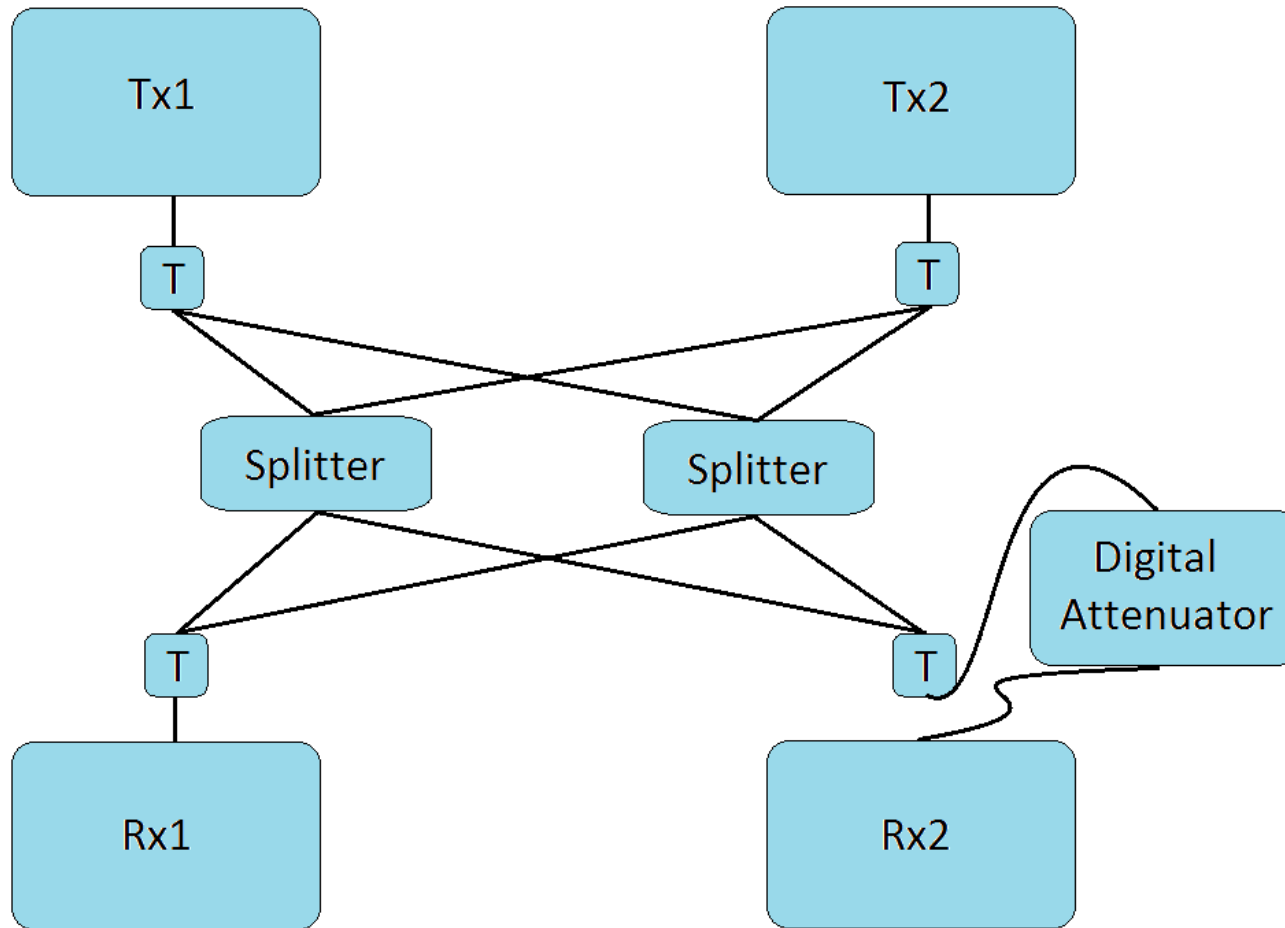 Tx1
Tx2
T
T
Splitter
Splitter
Digital
Attenuator
T
T
Rx1
Rx2